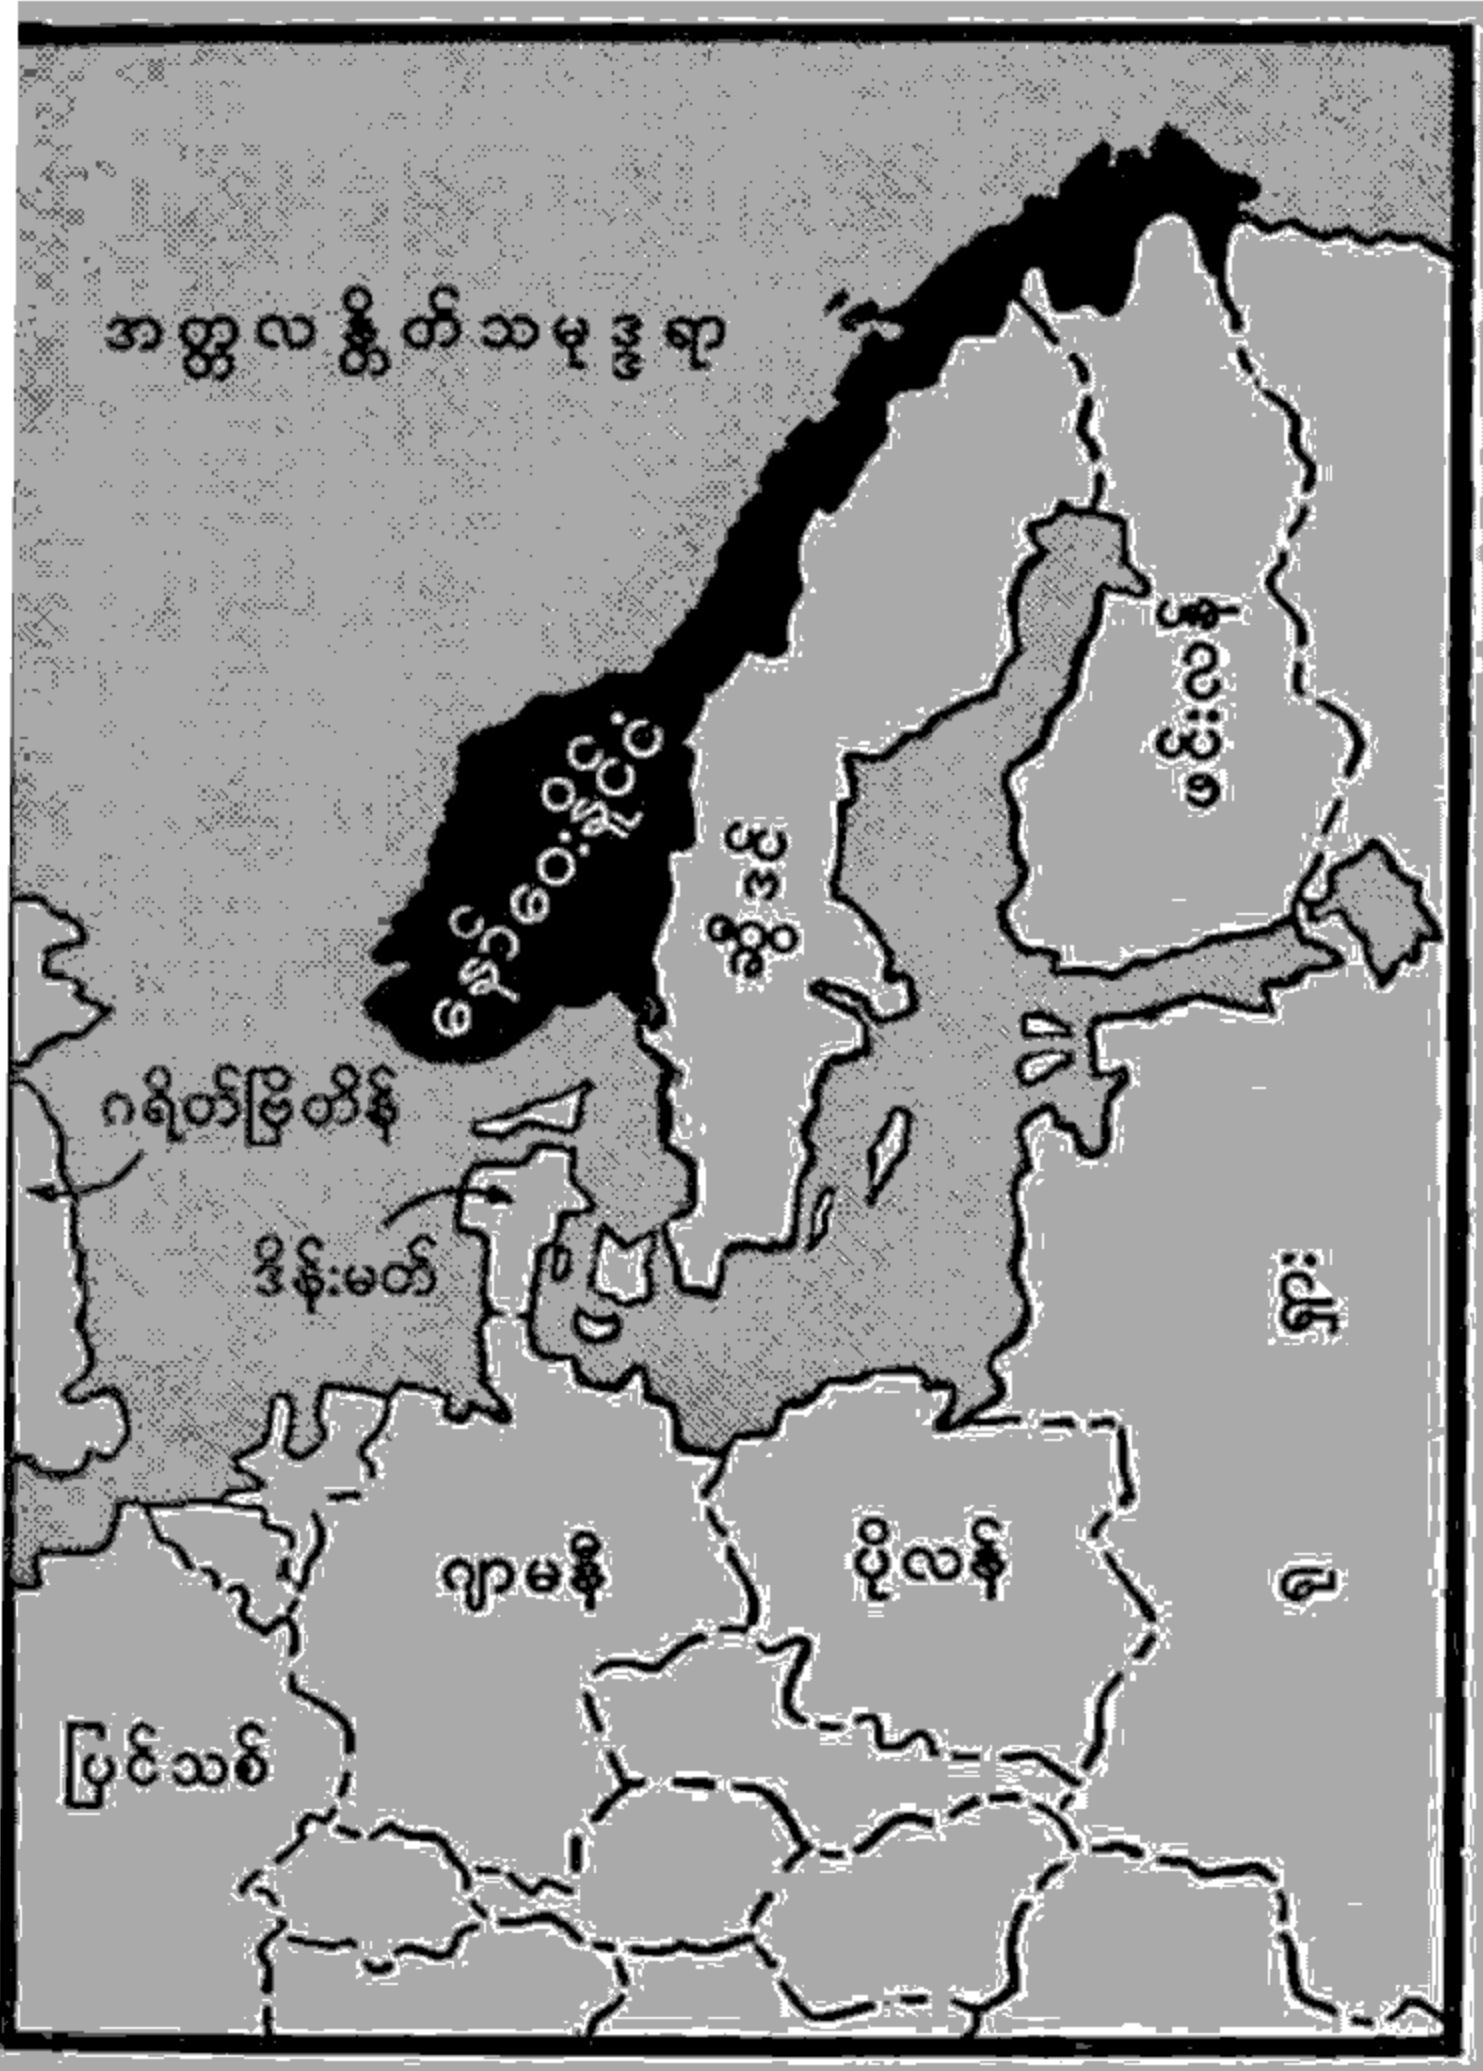 အတ္တလန္တိတ်သမုဒ္ဒရာ
ဖင်းလန်
နော်ဝေးနိုင်ငံ
ဆွီဒင်
ဂရိတ်ဗြိတိန်
ဒိန်းမတ်
ရုရှား
ဂျာမနီ
ပိုလန်
ပြင်သစ်